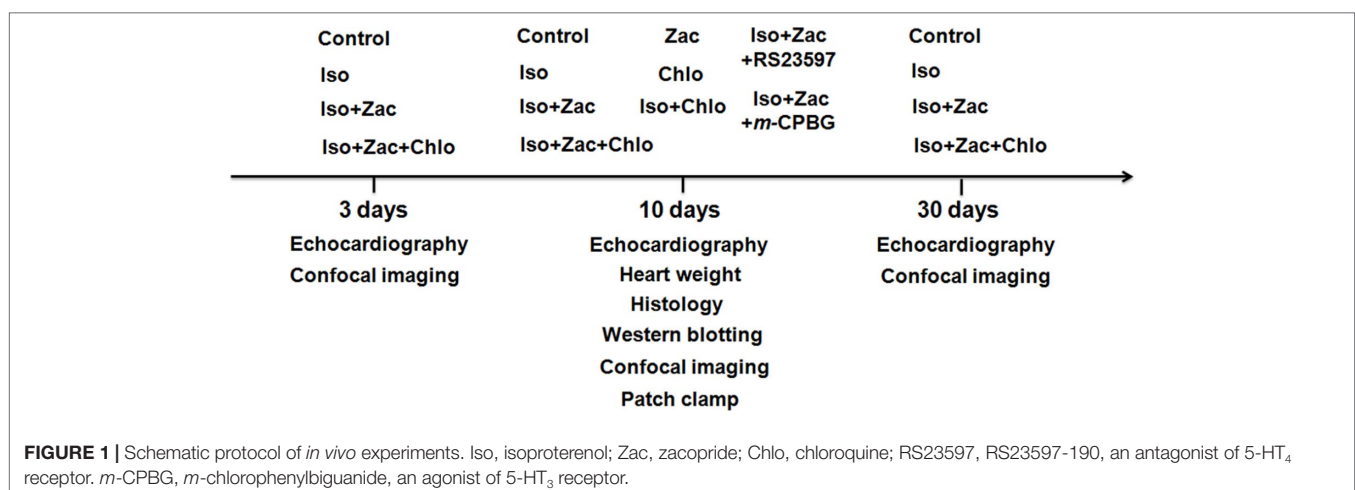 Control
Iso
Iso+Zac
Iso+Zac+Chlo
Control
Iso
Iso+Zac
Iso+Zac+Chlo
Zac
Chlo
Iso+Chlo
Iso+Zac
+RS23597
Iso+Zac
+m-CPBG
Control
Iso
Iso+Zac
Iso+Zac+Chlo
3 days
Echocardiography
Confocal imaging
10 days
Echocardiography
Heart weight
Histology
Western blotting
Confocal imaging
Patch clamp
30 days
Echocardiography
Confocal imaging
FIGURE 1 | Schematic protocol of in vivo experiments. Iso, isoproterenol; Zac, zacopride; Chlo, chloroquine; RS23597, RS23597-190, an antagonist of 5-HT₄
receptor. m-CPBG, m-chlorophenylbiguanide, an agonist of 5-HT₃ receptor.